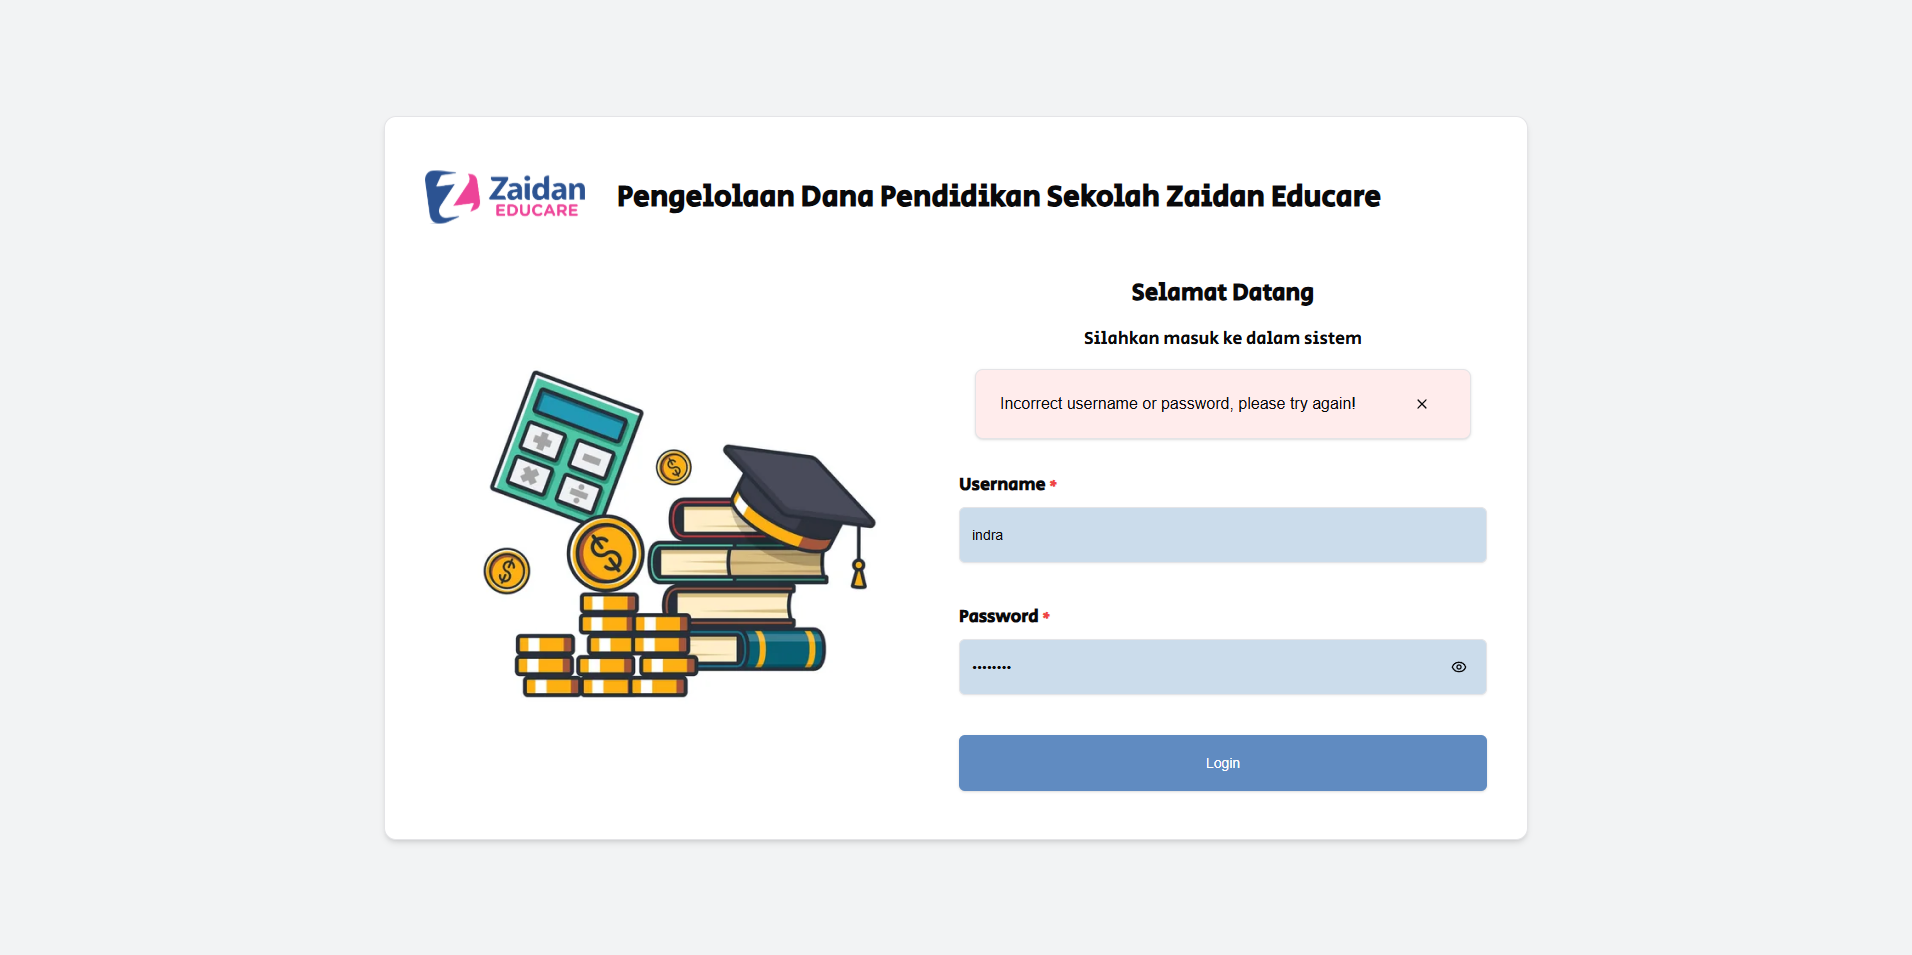 Zaidan
EDUCARE
Pengelolaan Dana Pendidikan Sekolah Zaidan Educare
Selamat Datang
Silahkan masuk ke dalam sistem
Incorrect username or password, please try again!
Username *
indra
Password *
••••••••
Login